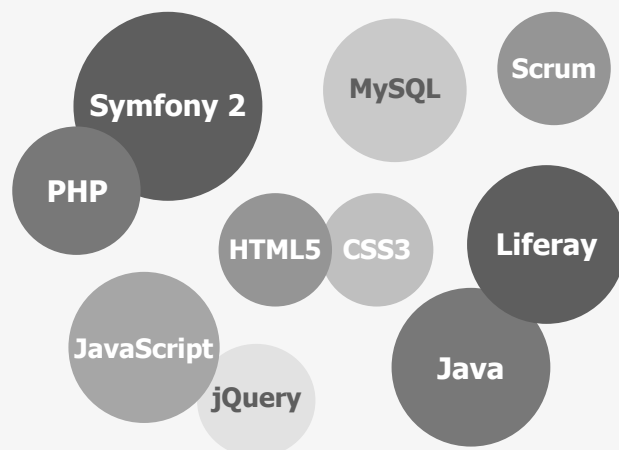 Symfony 2
MySQL
Scrum
PHP
HTML5
CSS3
Liferay
JavaScript
Java
jQuery